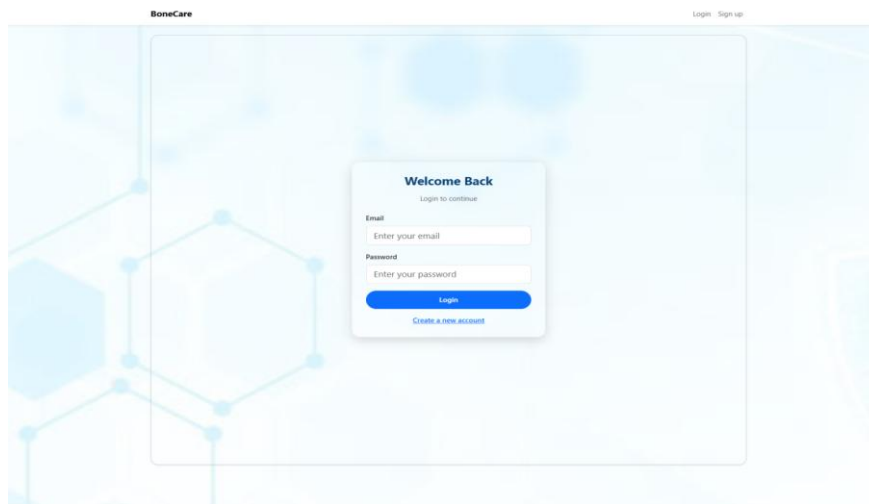 BoneCare
Login Sign up
Welcome Back
Login to continue
Email
Enter your email
Password
Enter your password
Login
Create a new account